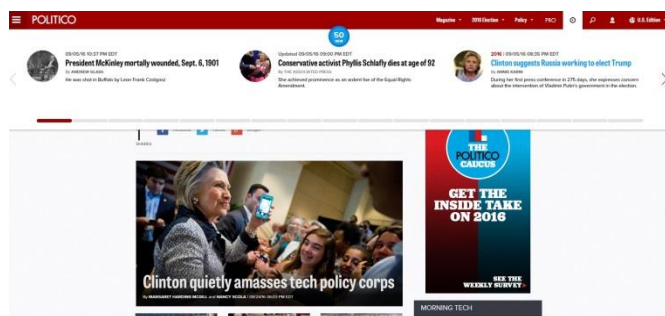 POLITICO
Magazine
2016 Election
Policy
PRO
U.S. Edition
50
09/05/16 10:37 PM EDT
President McKinley mortally wounded, Sept. 6, 1901
By ANDREW GLASS
He was shot in Buffalo by Leon Frank Czolgosz
Updated 09/05/16 09:00 PM EDT
Conservative activist Phyllis Schlafly dies at age of 92
By THE ASSOCIATED PRESS
She achieved prominence as an ardent foe of the Equal Rights
Amendment.
2016 | 09/05/16 08:35 PM EDT
Clinton suggests Russia working to elect Trump
By
During her first press conference in 275 days, she expresses concern
about the intervention of Vladimir Putin's government in the election.
SHARES
Clinton quietly amasses tech policy corps
By MARGARET HARDING MCGILL and NANCY SCOLA
THE
POLITICO
CAUCUS
GET THE
INSIDE TAKE
ON 2016
SEE THE
WEEKLY SURVEY
MORNING TECH